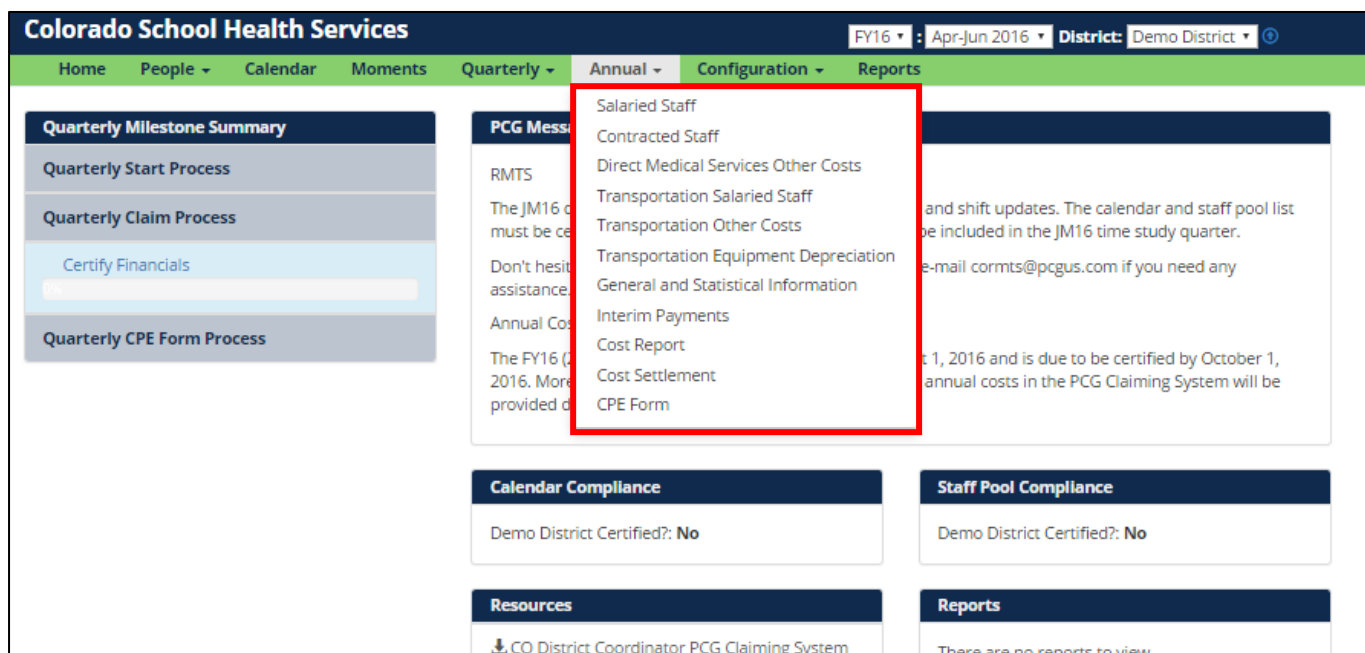 Colorado School Health Services
FY16 : Apr-Jun 2016 District: Demo District
Home People Calendar Moments Quarterly Annual Configuration Reports
Quarterly Milestone Summary
Quarterly Start Process
Quarterly Claim Process
Certify Financials
Quarterly CPE Form Process
Salaried Staff
Contracted Staff
Direct Medical Services Other Costs
Transportation Salaried Staff
Transportation Other Costs
Transportation Equipment Depreciation
General and Statistical Information
Interim Payments
Cost Report
Cost Settlement
CPE Form
PCG
RMTS
The JM16 and shift updates. The calendar and staff pool list
must be be included in the JM16 time study quarter.
Don't e-mail cormts@pcgus.com if you need any
assistance.
Annual
The FY16 1, 2016 and is due to be certified by October 1,
2016. More annual costs in the PCG Claiming System will be
provided
Calendar Compliance
Demo District Certified?: No
Staff Pool Compliance
Demo District Certified?: No
Resources
CO District Coordinator PCG Claiming System
Reports
There are no reports to view